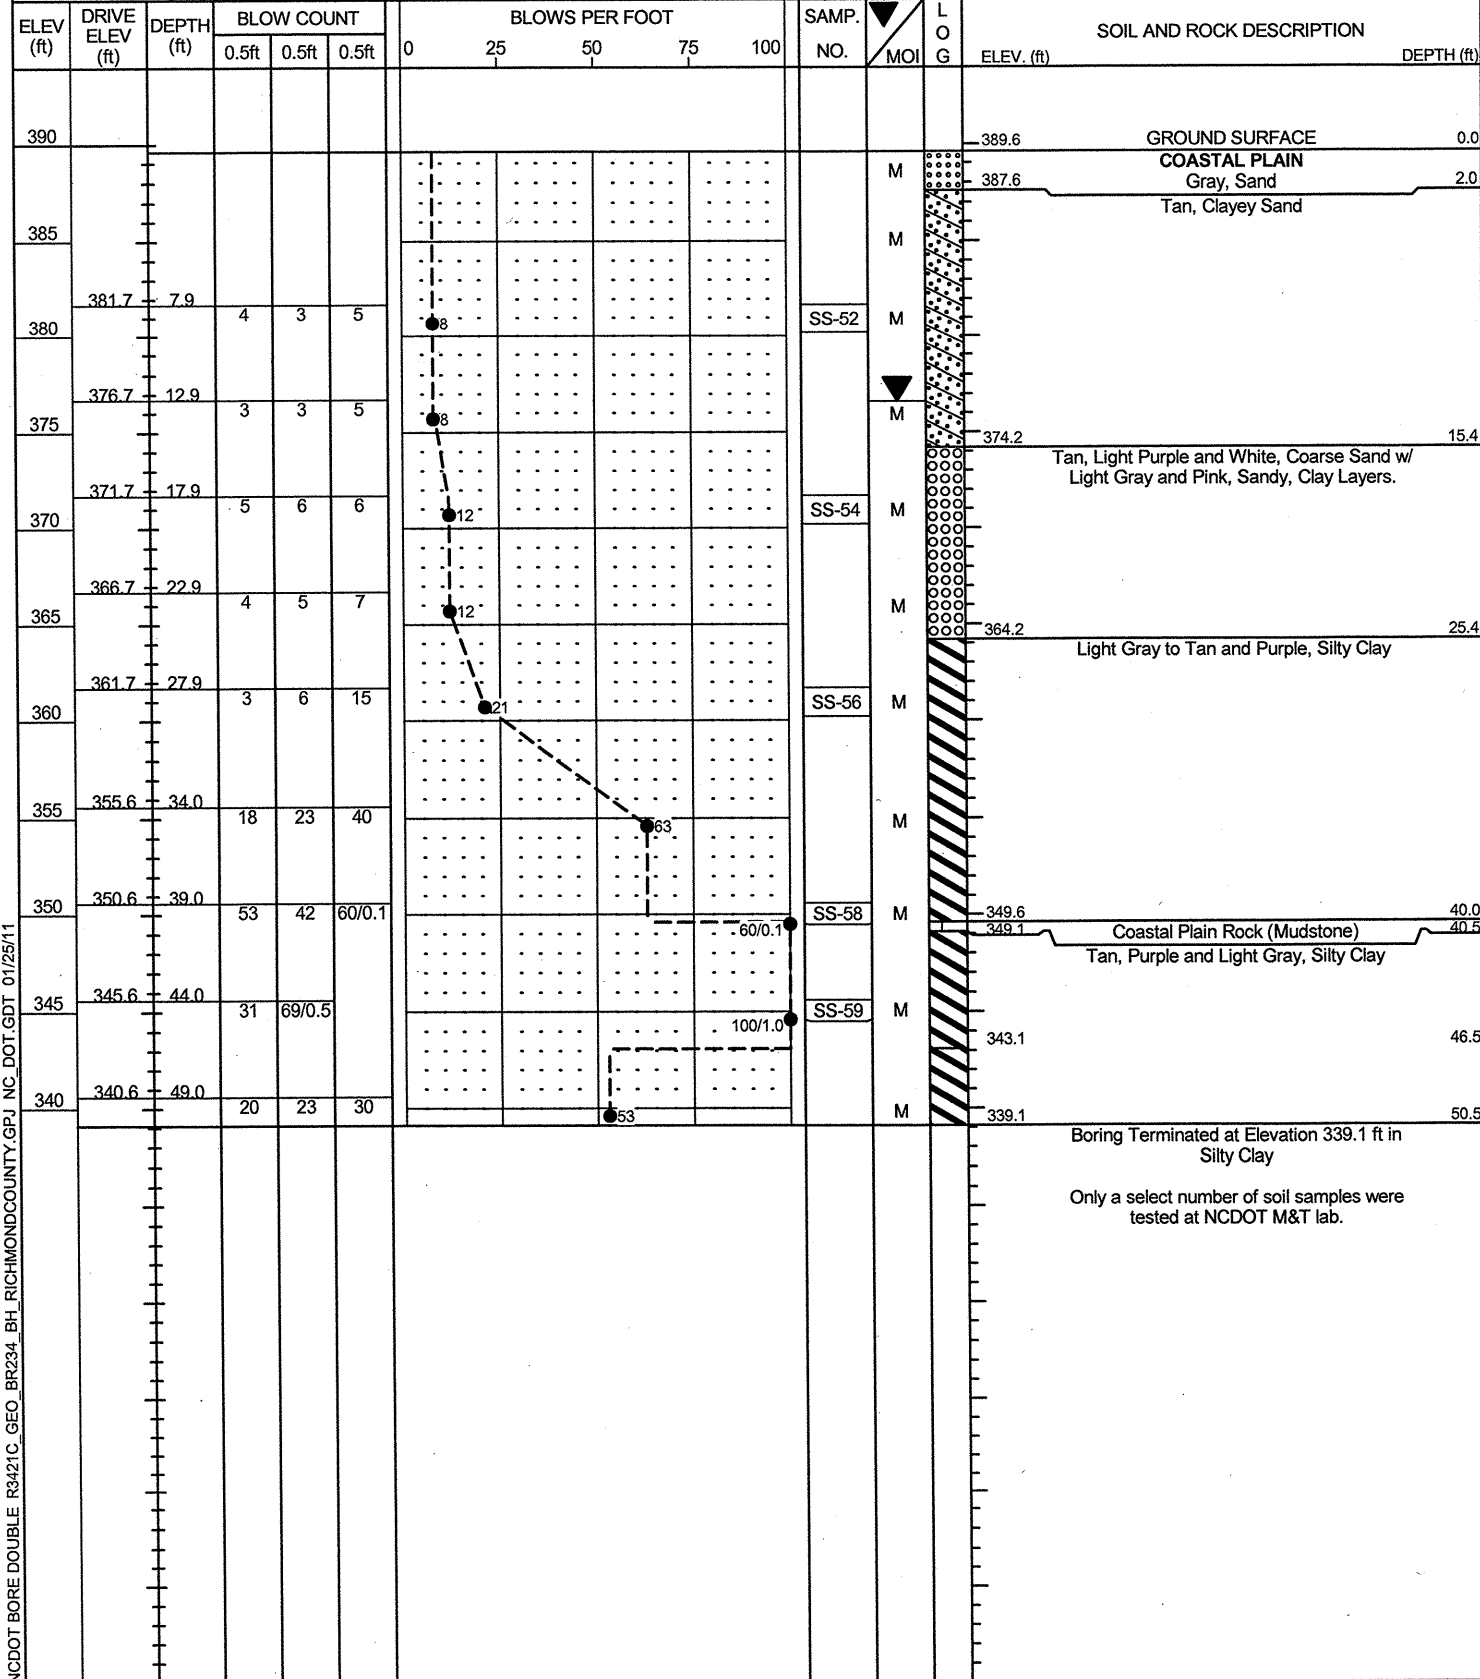 ELEV (ft) DRIVE ELEV (ft) DEPTH (ft) BLOW COUNT BLOWS PER FOOT SAMP. NO. MOI LOG SOIL AND ROCK DESCRIPTION
0.5ft 0.5ft 0.5ft 0 25 50 75 100 ELEV. (ft) DEPTH (ft)
390
389.6 GROUND SURFACE 0.0
COASTAL PLAIN
M
387.6 Gray, Sand 2.0
Tan, Clayey Sand
385 M
381.7 7.9
4 3 5 8 SS-52 M
380
376.7 12.9
3 3 5 8 M
375
374.2 15.4
Tan, Light Purple and White, Coarse Sand w/
Light Gray and Pink, Sandy, Clay Layers.
371.7 17.9
5 6 6 12 SS-54 M
370
366.7 22.9
4 5 7 12 M
365
364.2 25.4
Light Gray to Tan and Purple, Silty Clay
361.7 27.9
3 6 15 21 SS-56 M
360
355.6 34.0
355 18 23 40 63 M
350.6 39.0
350 53 42 60/0.1 60/0.1 SS-58 M
349.6 40.0
349.1 Coastal Plain Rock (Mudstone) 40.5
Tan, Purple and Light Gray, Silty Clay
345.6 44.0
345 31 69/0.5 100/1.0 SS-59 M
343.1 46.5
340.6 49.0
340 20 23 30 53 M
339.1 50.5
Boring Terminated at Elevation 339.1 ft in
Silty Clay
Only a select number of soil samples were
tested at NCDOT M&T lab.
NCDOT BORE DOUBLE R3421C_GEO_BR234_BH_RICHMONDCOUNTY.GPJ NC_DOT.GDT 01/25/11